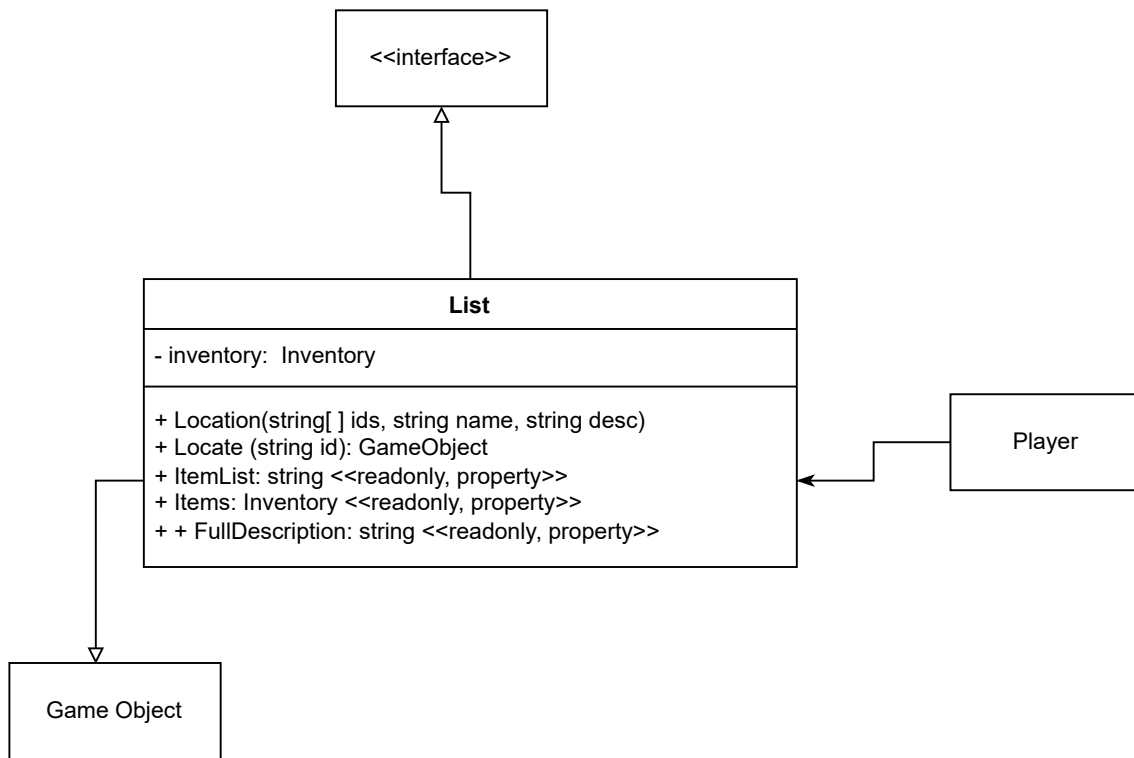 <<interface>>
List
- inventory:  Inventory
+ Location(string[ ] ids, string name, string desc)
+ Locate (string id): GameObject
+ ItemList: string <<readonly, property>>
+ Items: Inventory <<readonly, property>>
+ + FullDescription: string <<readonly, property>>
Player
Game Object